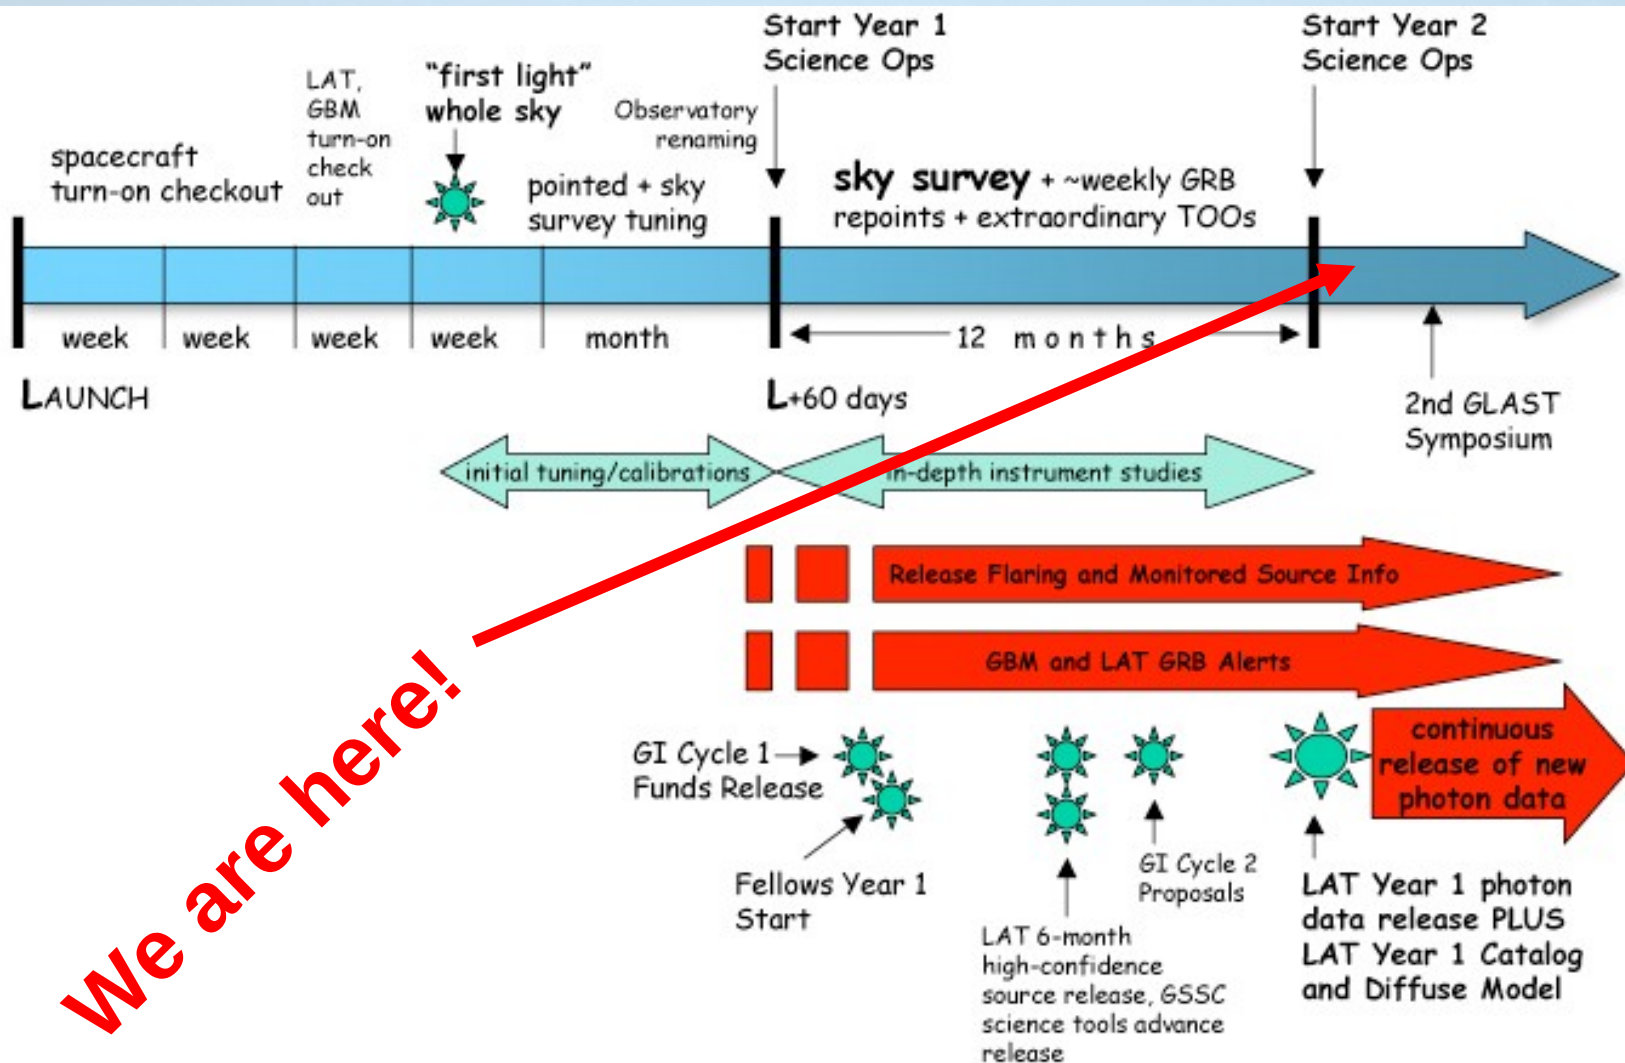 Start Year 1
Science Ops
Start Year 2
Science Ops
LAT,
GBM
turn-on
check
out
"first light"
whole sky
Observatory
renaming
spacecraft
turn-on checkout
pointed + sky
survey tuning
sky survey + ~weekly GRB
repoints + extraordinary TOOs
week
week
week
week
month
12 months
LAUNCH
L+60 days
2nd GLAST
Symposium
initial tuning/calibrations
in-depth instrument studies
Release Flaring and Monitored Source Info
GBM and LAT GRB Alerts
We are here!
continuous
release of new
photon data
GI Cycle 1
Funds Release
Fellows Year 1
Start
GI Cycle 2
Proposals
LAT 6-month
high-confidence
source release, GSSC
science tools advance
release
LAT Year 1 photon
data release PLUS
LAT Year 1 Catalog
and Diffuse Model